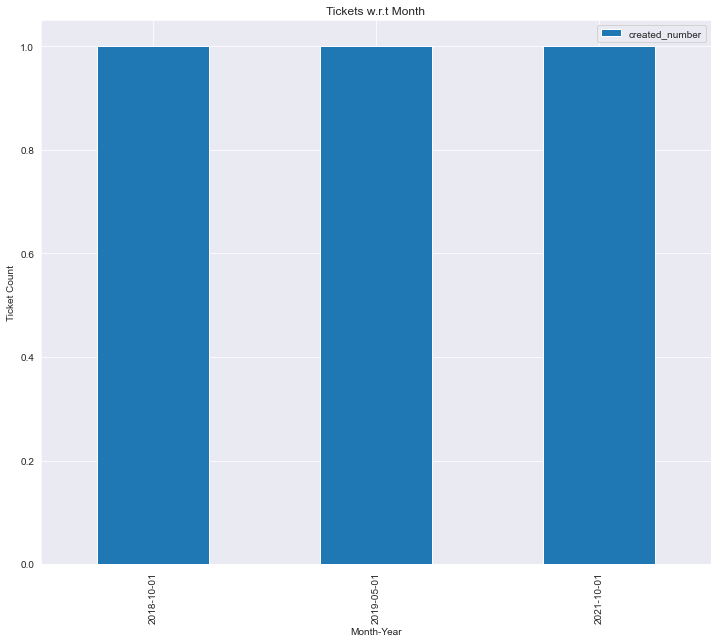 Tickets w.r.t Month
created_number
1.0
0.8
0.6
0.4
0.2
0.0
Ticket Count
2018-10-01
2019-05-01
2021-10-01
Month-Year